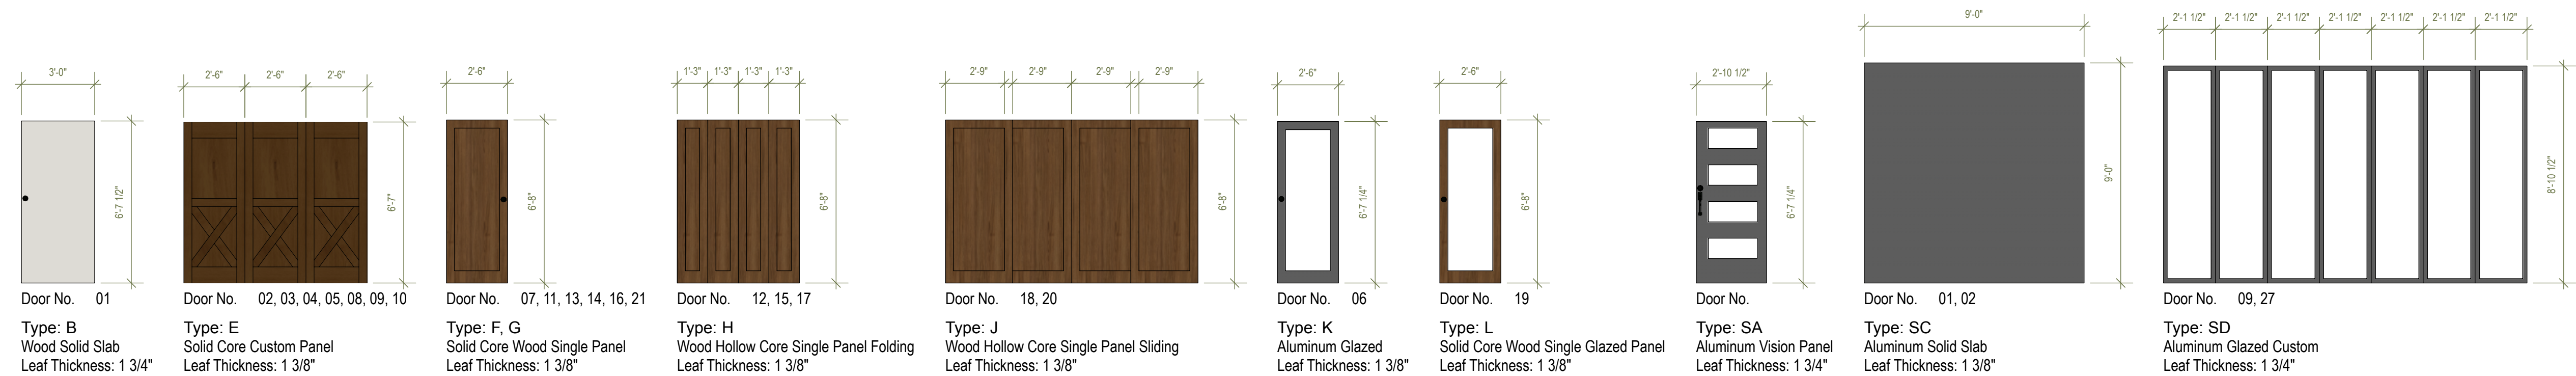 3'-0"
6'-7 1/2"
Door No. 01
Type: B
Wood Solid Slab
Leaf Thickness: 1 3/4"
2'-6" 2'-6" 2'-6"
6'-7"
Door No. 02, 03, 04, 05, 08, 09, 10
Type: E
Solid Core Custom Panel
Leaf Thickness: 1 3/8"
2'-6"
6'-8"
Door No. 07, 11, 13, 14, 16, 21
Type: F, G
Solid Core Wood Single Panel
Leaf Thickness: 1 3/8"
1'-3" 1'-3" 1'-3" 1'-3"
6'-8"
Door No. 12, 15, 17
Type: H
Wood Hollow Core Single Panel Folding
Leaf Thickness: 1 3/8"
2'-9" 2'-9" 2'-9" 2'-9"
6'-8"
Door No. 18, 20
Type: J
Wood Hollow Core Single Panel Sliding
Leaf Thickness: 1 3/8"
2'-6"
6'-7 1/4"
Door No. 06
Type: K
Aluminum Glazed
Leaf Thickness: 1 3/8"
2'-6"
6'-8"
Door No. 19
Type: L
Solid Core Wood Single Glazed Panel
Leaf Thickness: 1 3/8"
2'-10 1/2"
6'-7 1/4"
Door No.
Type: SA
Aluminum Vision Panel
Leaf Thickness: 1 3/4"
9'-0"
9'-0"
Door No. 01, 02
Type: SC
Aluminum Solid Slab
Leaf Thickness: 1 3/8"
2'-1 1/2" 2'-1 1/2" 2'-1 1/2" 2'-1 1/2" 2'-1 1/2" 2'-1 1/2" 2'-1 1/2"
8'-10 1/2"
Door No. 09, 27
Type: SD
Aluminum Glazed Custom
Leaf Thickness: 1 3/4"